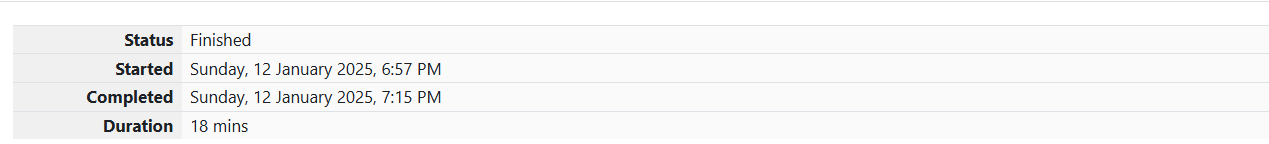 Status Finished
Started Sunday, 12 January 2025, 6:57 PM
Completed Sunday, 12 January 2025, 7:15 PM
Duration 18 mins